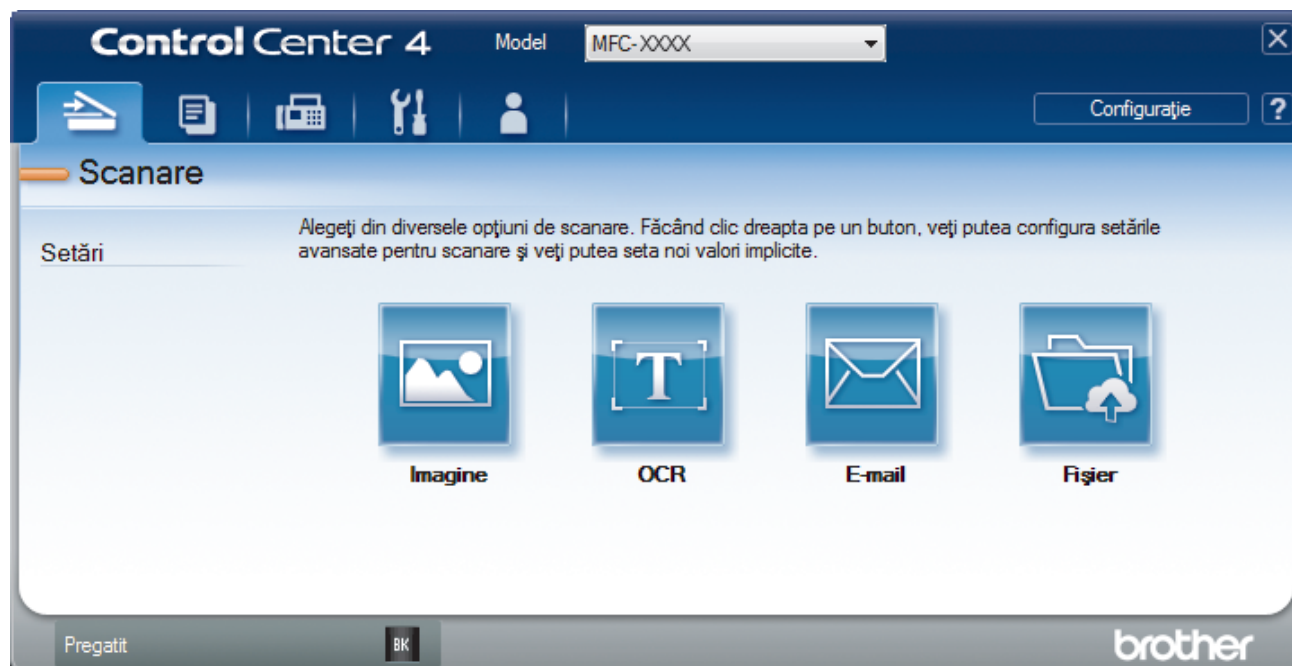 Control Center 4 Model MFC-XXXX
Configurație ?
Scanare
Setări
Alegeți din diversele opțiuni de scanare. Făcând clic dreapta pe un buton, veți putea configura setările
avansate pentru scanare și veți putea seta noi valori implicite.
T
Imagine OCR E-mail Fișier
Pregatit BK brother